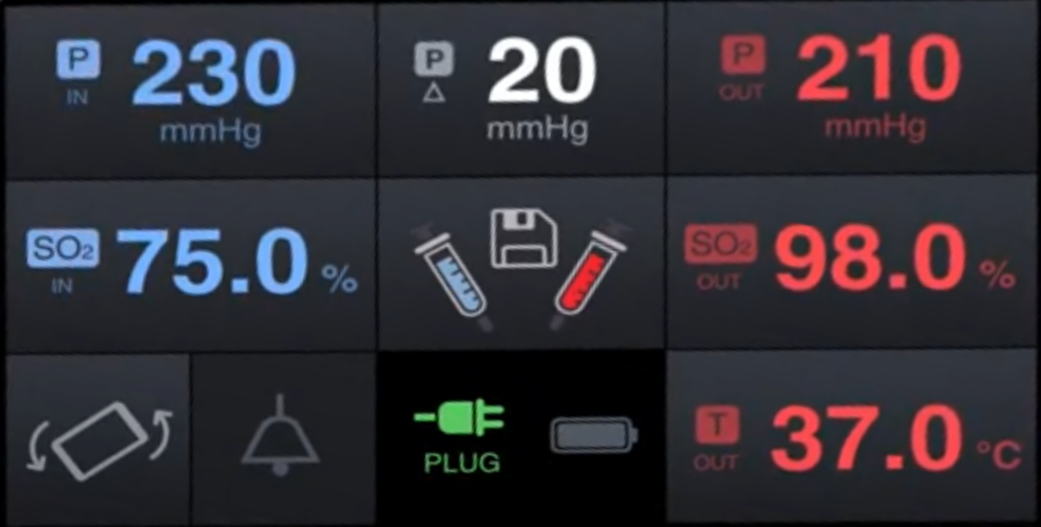 P 230 P 20 P 210
IN Δ OUT
mmHg mmHg mmHg
SO₂ 75.0 % SO₂ 98.0 %
IN OUT
PLUG T 37.0 °C
OUT